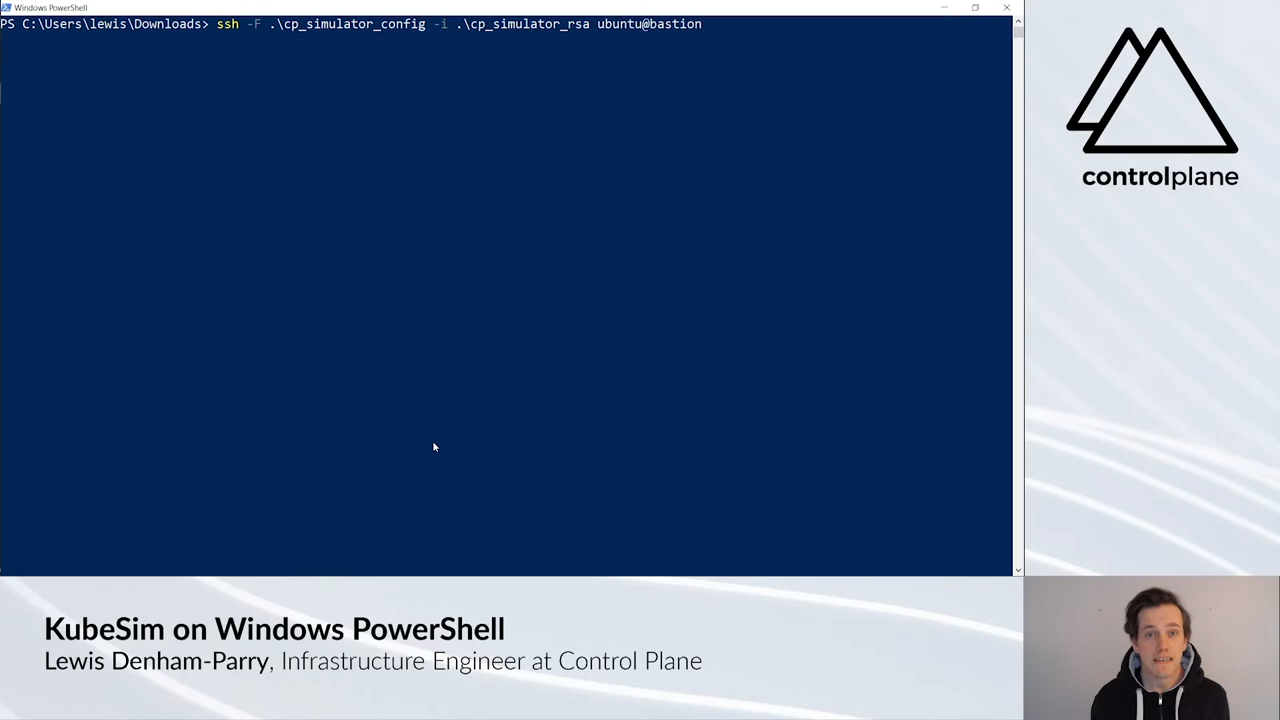 Windows PowerShell
PS C:\Users\lewis\Downloads> ssh -F .\cp_simulator_config -i .\cp_simulator_rsa ubuntu@bastion
controlplane
KubeSim on Windows PowerShell
Lewis Denham-Parry, Infrastructure Engineer at Control Plane